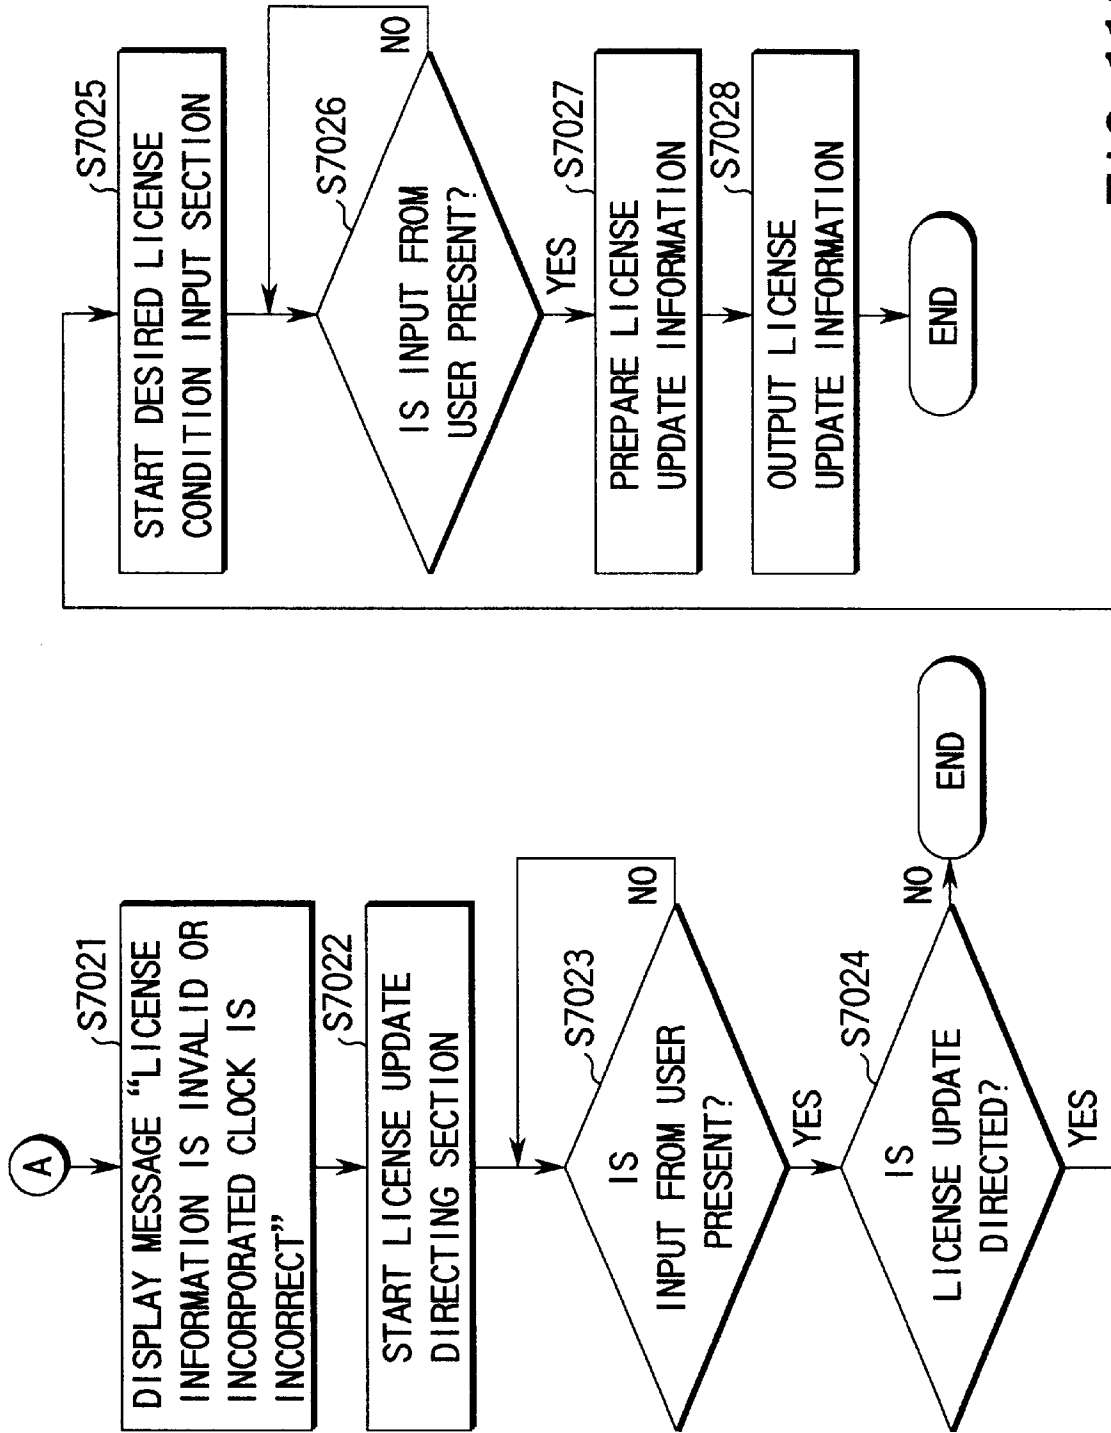 A
S7021
DISPLAY MESSAGE "LICENSE
INFORMATION IS INVALID OR
INCORPORATED CLOCK IS
INCORRECT"
S7022
START LICENSE UPDATE
DIRECTING SECTION
S7023
IS
INPUT FROM USER
PRESENT?
NO
YES
S7024
IS
LICENSE UPDATE
DIRECTED?
NO
END
YES
S7025
START DESIRED LICENSE
CONDITION INPUT SECTION
S7026
IS INPUT FROM
USER PRESENT?
NO
YES
S7027
PREPARE LICENSE
UPDATE INFORMATION
S7028
OUTPUT LICENSE
UPDATE INFORMATION
END